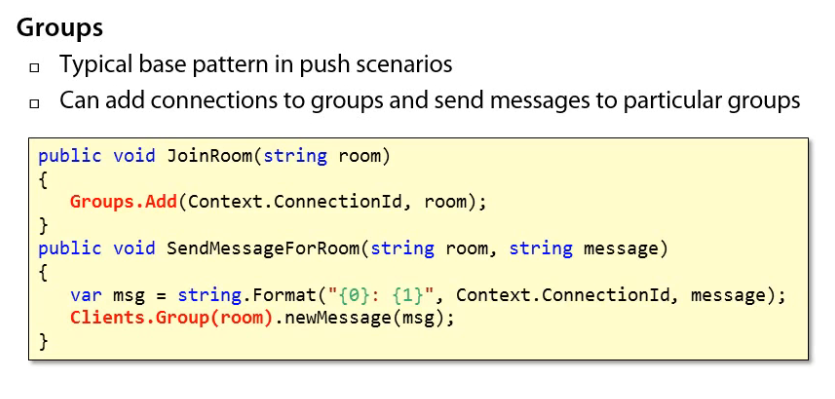 Groups
Typical base pattern in push scenarios
Can add connections to groups and send messages to particular groups
public void JoinRoom(string room)
{
Groups.Add(Context.ConnectionId, room);
}
public void SendMessageForRoom(string room, string message)
{
var msg = string.Format("{0}: {1}", Context.ConnectionId, message);
Clients.Group(room).newMessage(msg);
}